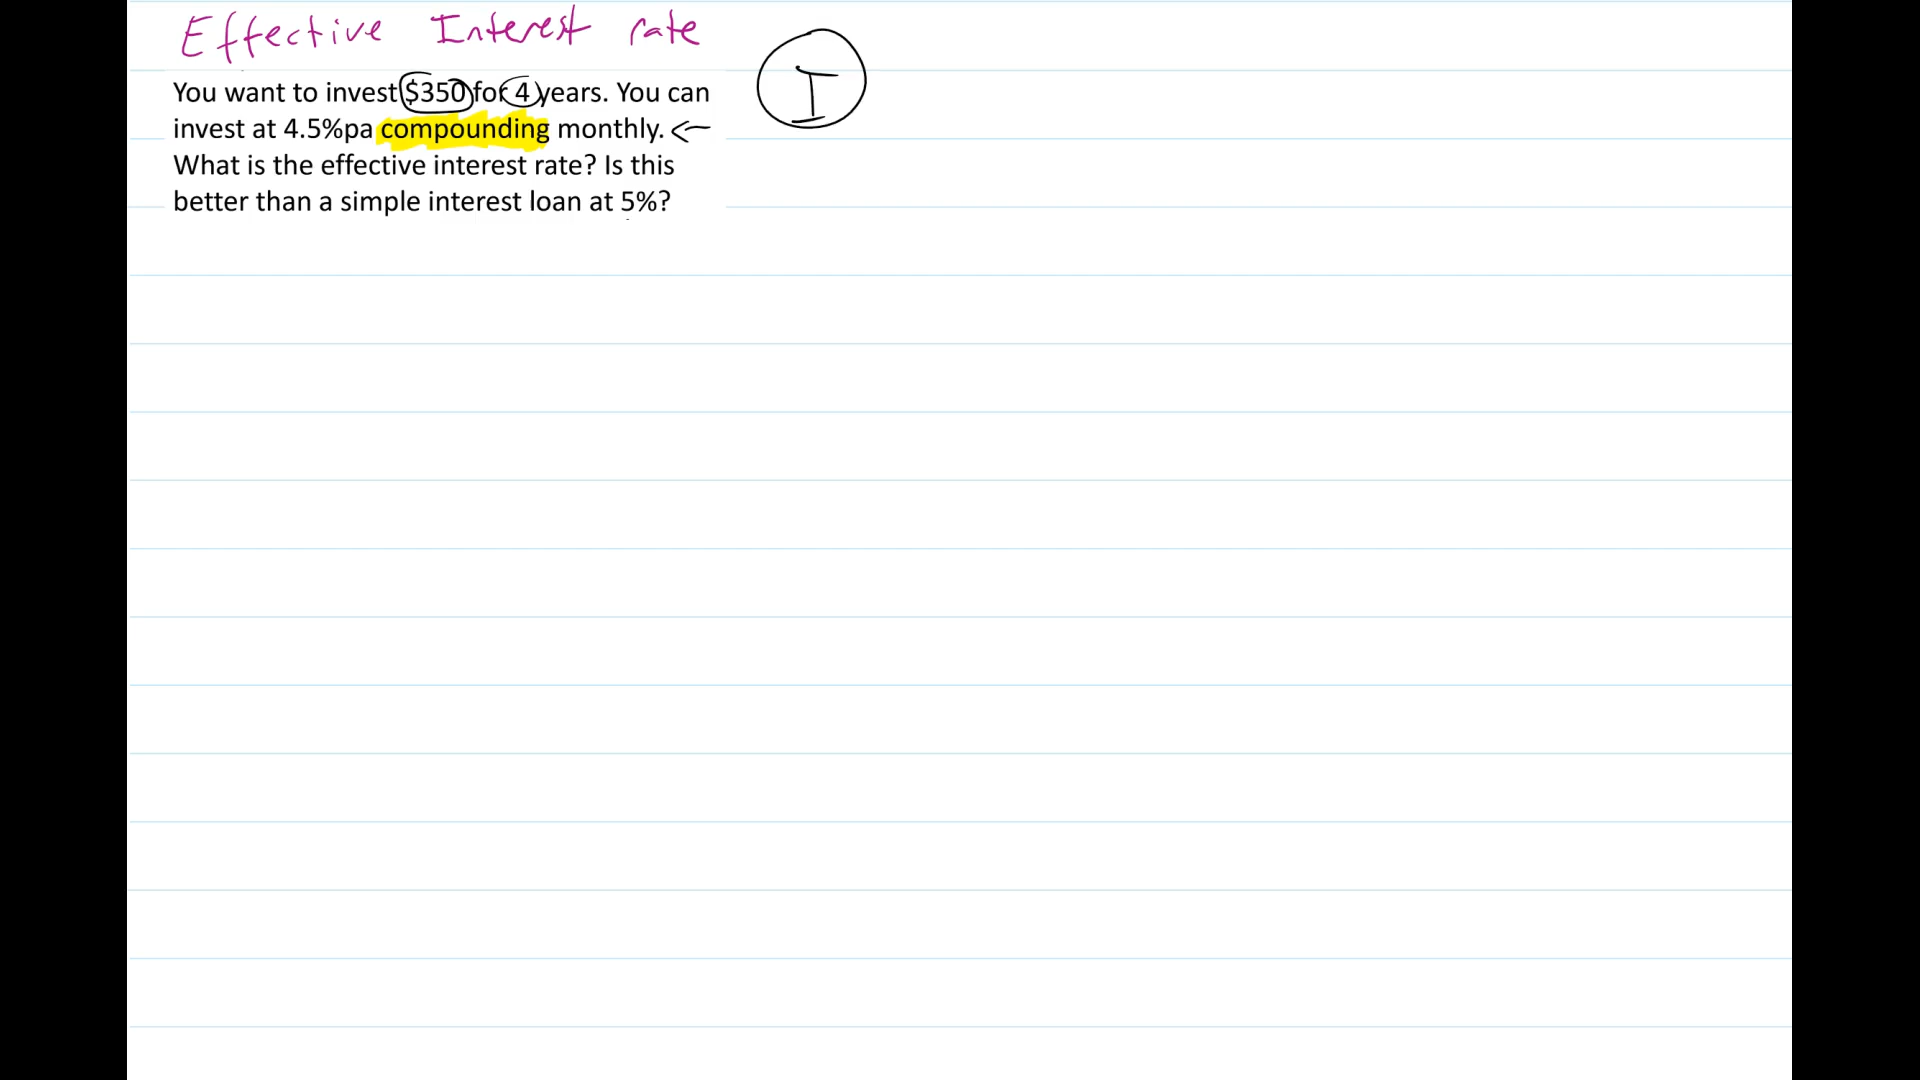 Effective Interest rate
You want to invest $350 for 4 years. You can
invest at 4.5%pa compounding monthly. ←
What is the effective interest rate? Is this
better than a simple interest loan at 5%?
I